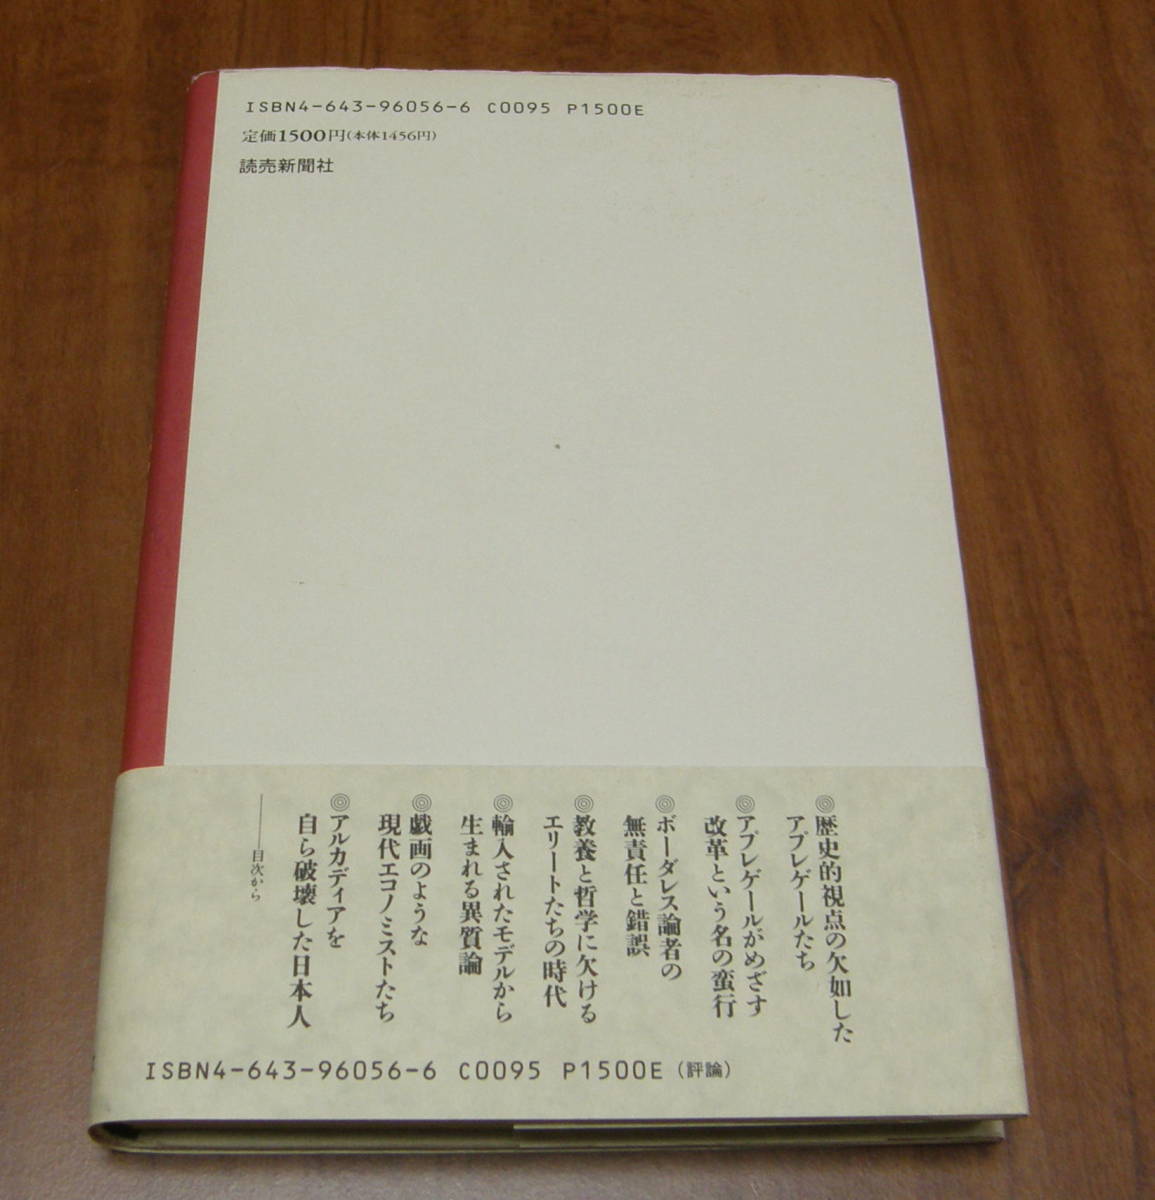 ISBN4-643-96056-6 C0095 P1500E
定価1500円(本体1456円)
読売新聞社
◎歴史的視点の欠如した
アプレゲールたち
◎アプレゲールがめざす
改革という名の蛮行
◎ボーダレス論者の
無責任と錯誤
◎教養と哲学に欠ける
エリートたちの時代
◎輸入されたモデルから
生まれる異質論
◎戯画のような
現代エコノミストたち
◎アルカディアを
自ら破壊した日本人
――目次から
ISBN4-643-96056-6 C0095 P1500E (評論)